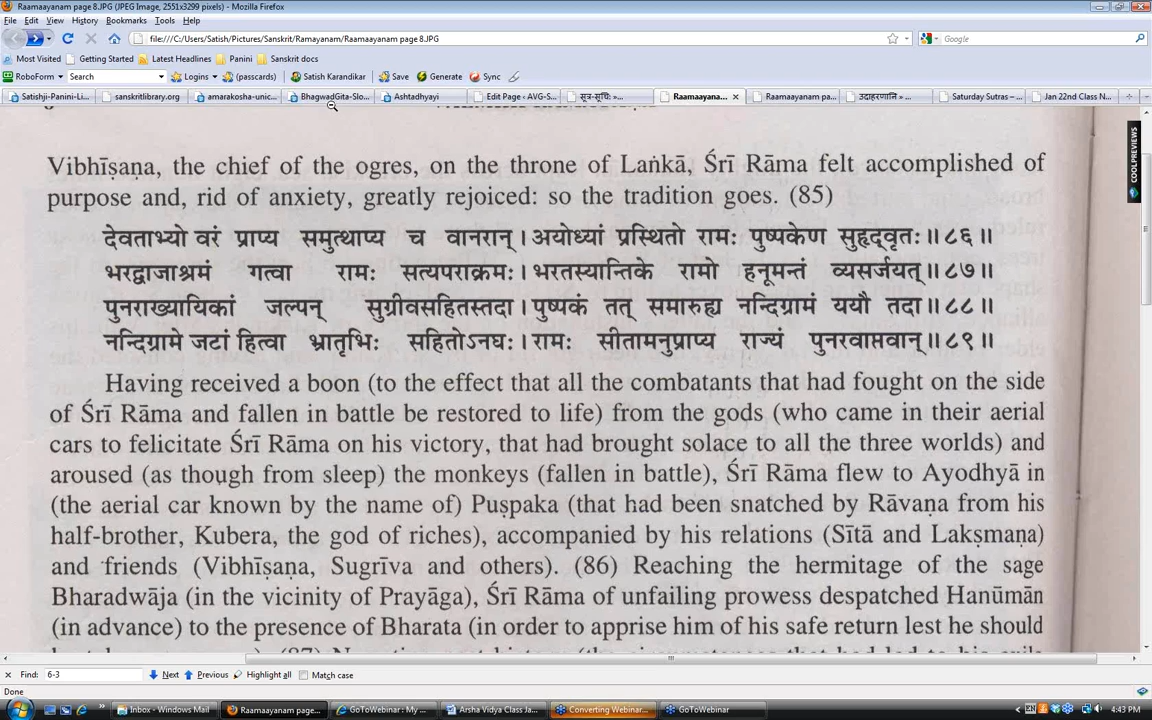 Raamaayanam page 8.JPG (JPEG Image, 2551x3299 pixels) - Mozilla Firefox
File Edit View History Bookmarks Tools Help
file:///C:/Users/Satish/Pictures/Sanskrit/Ramayanam/Raamaayanam page 8.JPG
Google
Most Visited Getting Started Latest Headlines Panini Sanskrit docs
RoboForm Search Logins (passcards) Satish Karandikar Save Generate Sync
Satishji-Panini-Li... sanskritlibrary.org amarakosha-unic... BhagwadGita-Slo... Ashtadhyayi Edit Page ‹ AVG-S... सूत्र-सूचिः »... Raamaayana... Raamaayanam pa... उदाहरणानि « ... Saturday Sutras – ... Jan 22nd Class N...
Vibhīṣaṇa, the chief of the ogres, on the throne of Laṅkā, Śrī Rāma felt accomplished of
purpose and, rid of anxiety, greatly rejoiced: so the tradition goes. (85)
देवताभ्यो वरं प्राप्य समुत्थाप्य च वानरान्। अयोध्यां प्रस्थितो रामः पुष्पकेण सुहृद्‍वृतः॥ ८६॥
भरद्वाजाश्रमं गत्वा रामः सत्यपराक्रमः। भरतस्यान्तिके रामो हनूमन्तं व्यसर्जयत्॥ ८७॥
पुनराख्यायिकां जल्पन् सुग्रीवसहितस्तदा। पुष्पकं तत् समारुह्य नन्दिग्रामं ययौ तदा॥ ८८॥
नन्दिग्रामे जटां हित्वा भ्रातृभिः सहितोऽनघः। रामः सीतामनुप्राप्य राज्यं पुनरवाप्तवान्॥ ८९॥
Having received a boon (to the effect that all the combatants that had fought on the side
of Śrī Rāma and fallen in battle be restored to life) from the gods (who came in their aerial
cars to felicitate Śrī Rāma on his victory, that had brought solace to all the three worlds) and
aroused (as though from sleep) the monkeys (fallen in battle), Śrī Rāma flew to Ayodhyā in
(the aerial car known by the name of) Puṣpaka (that had been snatched by Rāvaṇa from his
half-brother, Kubera, the god of riches), accompanied by his relations (Sītā and Lakṣmaṇa)
and friends (Vibhīṣaṇa, Sugrīva and others). (86) Reaching the hermitage of the sage
Bharadwāja (in the vicinity of Prayāga), Śrī Rāma of unfailing prowess despatched Hanūmān
(in advance) to the presence of Bharata (in order to apprise him of his safe return lest he should
COOLPREVIEWS
Find: 6-3 Next Previous Highlight all Match case
Done
Inbox - Windows Mail Raamaayanam page... GoToWebinar : My ... Arsha Vidya Class Ja... Converting Webinar... GoToWebinar EN 4:43 PM